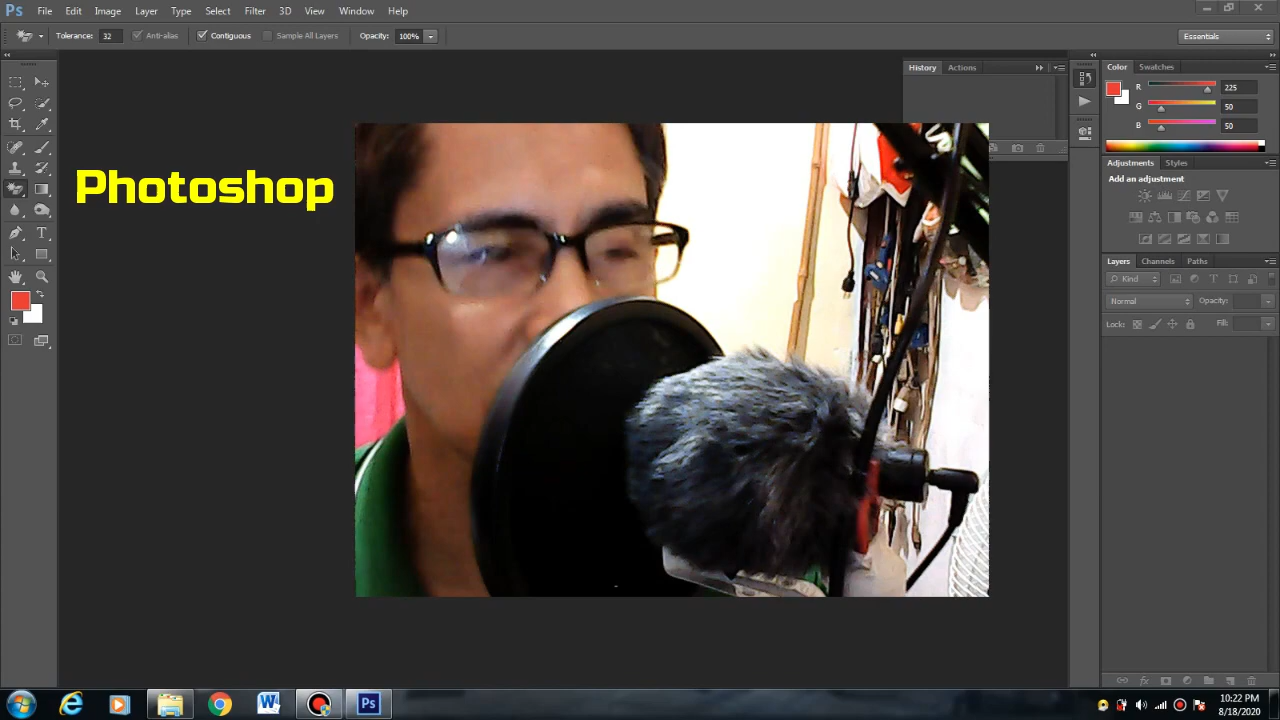 Ps File Edit Image Layer Type Select Filter 3D View Window Help
Tolerance: 32 Anti-alias Contiguous Sample All Layers Opacity: 100% Essentials
History Actions
Color Swatches
R 225
G 50
B 50
Adjustments Styles
Add an adjustment
Photoshop
Layers Channels Paths
Kind
Normal Opacity:
Lock: Fill:
10:22 PM
8/18/2020